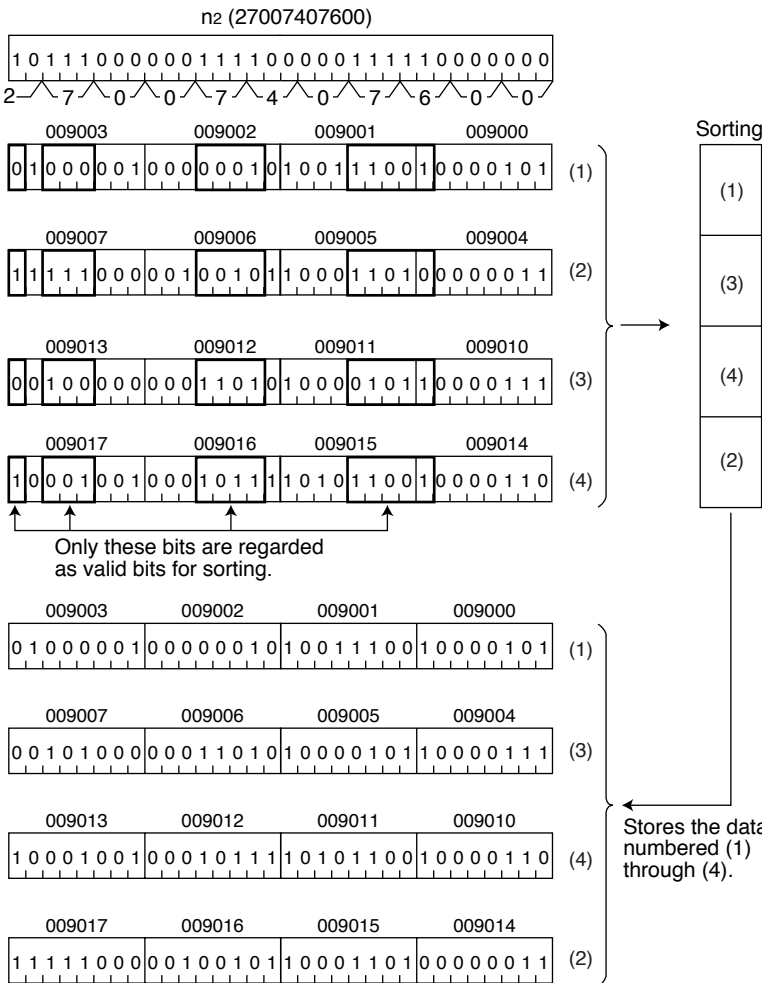 n2 (27007407600)
1 0 1 1 1 0 0 0 0 0 0 1 1 1 1 0 0 0 0 0 1 1 1 1 1 0 0 0 0 0 0 0
2 7 0 0 7 4 0 7 6 0 0
009003 009002 009001 009000
0 1 0 0 0 0 0 1 0 0 0 0 0 0 1 0 1 0 0 1 1 1 0 0 1 0 0 0 0 1 0 1 (1)
009007 009006 009005 009004
1 1 1 1 1 0 0 0 0 0 1 0 0 1 0 1 1 0 0 0 1 1 0 1 0 0 0 0 0 0 1 1 (2)
009013 009012 009011 009010
0 0 1 0 0 0 0 0 0 0 0 1 1 0 1 0 1 0 0 0 0 1 0 1 1 0 0 0 0 1 1 1 (3)
009017 009016 009015 009014
1 0 0 0 1 0 0 1 0 0 0 1 0 1 1 1 1 0 1 0 1 1 0 0 1 0 0 0 0 1 1 0 (4)
Only these bits are regarded
as valid bits for sorting.
Sorting
(1)
(3)
(4)
(2)
009003 009002 009001 009000
0 1 0 0 0 0 0 1 0 0 0 0 0 0 1 0 1 0 0 1 1 1 0 0 1 0 0 0 0 1 0 1 (1)
009007 009006 009005 009004
0 0 1 0 1 0 0 0 0 0 0 1 1 0 1 0 1 0 0 0 0 1 0 1 1 0 0 0 0 1 1 1 (3)
009013 009012 009011 009010
1 0 0 0 1 0 0 1 0 0 0 1 0 1 1 1 1 0 1 0 1 1 0 0 1 0 0 0 0 1 1 0 (4)
009017 009016 009015 009014
1 1 1 1 1 0 0 0 0 0 1 0 0 1 0 1 1 0 0 0 1 1 0 1 0 0 0 0 0 0 1 1 (2)
Stores the data
numbered (1)
through (4).